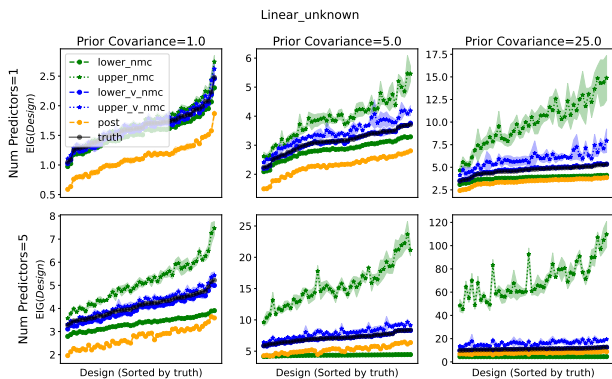 Linear_unknown
Prior Covariance=1.0
Prior Covariance=5.0
Prior Covariance=25.0
Num Predictors=1
EIG(Design)
2.5
2.0
1.5
1.0
0.5
lower_nmc
upper_nmc
lower_v_nmc
upper_v_nmc
post
truth
6
5
4
3
2
17.5
15.0
12.5
10.0
7.5
5.0
2.5
Num Predictors=5
EIG(Design)
8
7
6
5
4
3
2
25
20
15
10
5
120
100
80
60
40
20
0
Design (Sorted by truth)
Design (Sorted by truth)
Design (Sorted by truth)